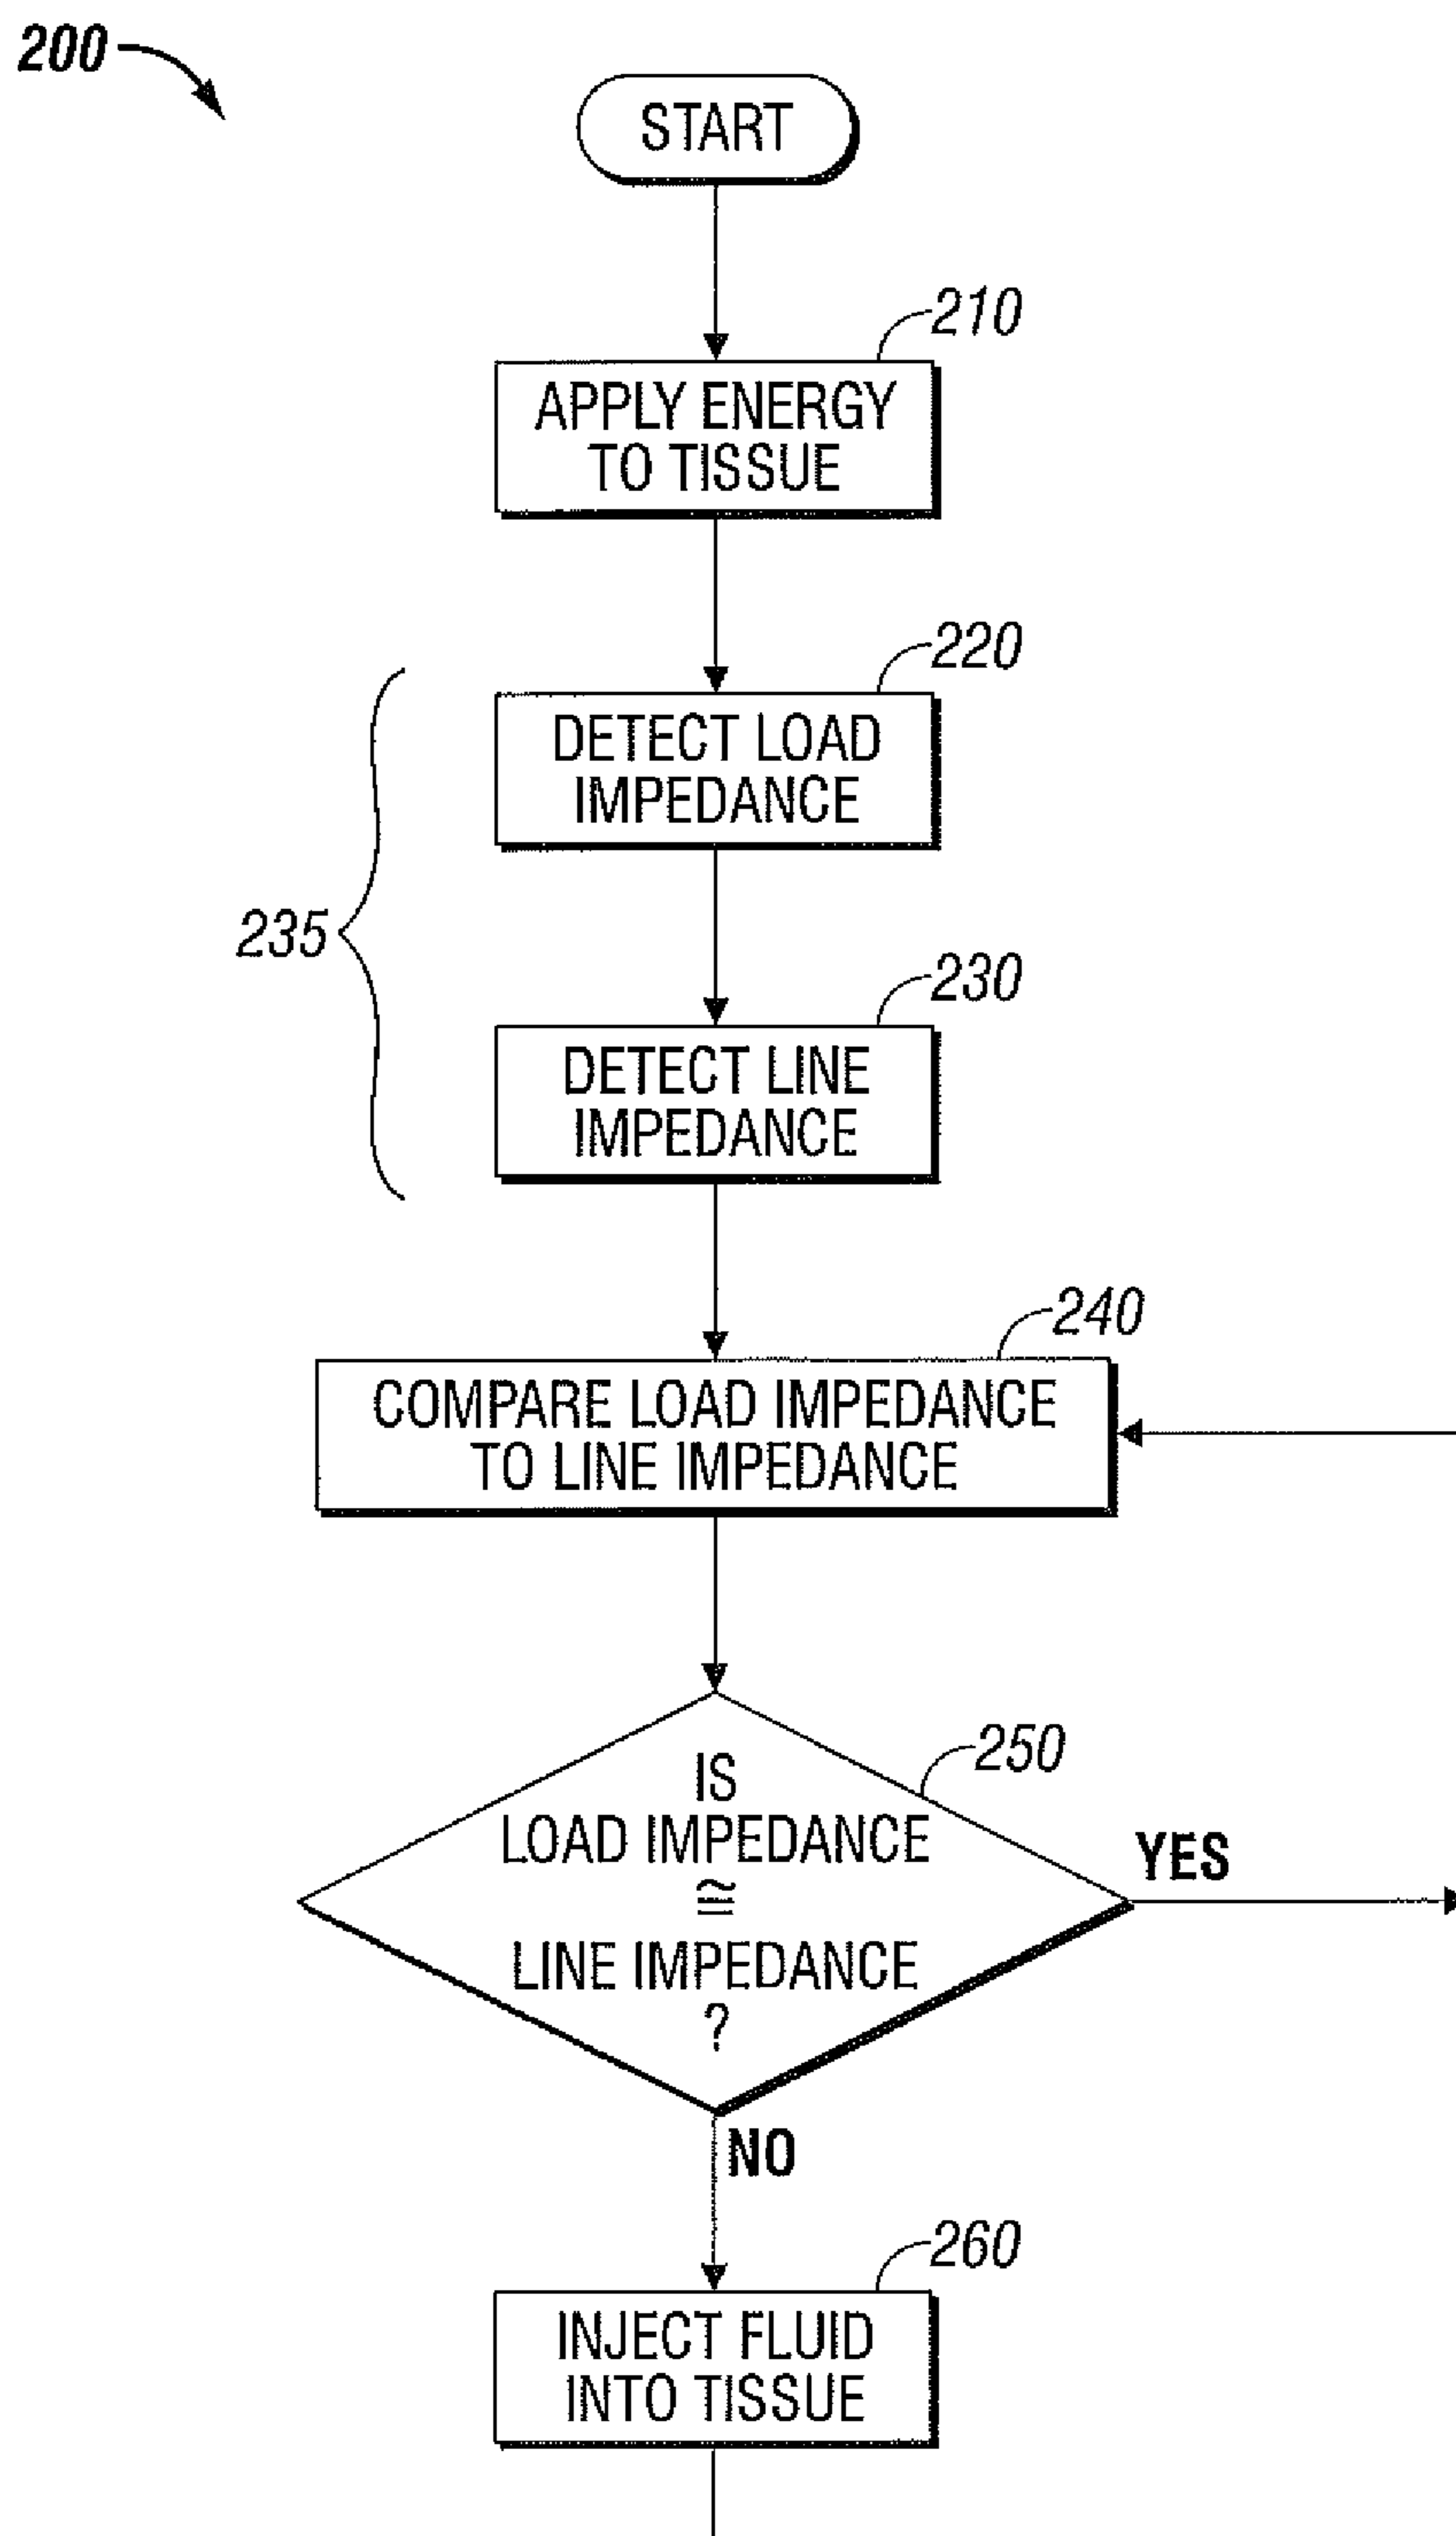 200
START
210
APPLY ENERGY
TO TISSUE
220
DETECT LOAD
IMPEDANCE
235
230
DETECT LINE
IMPEDANCE
240
COMPARE LOAD IMPEDANCE
TO LINE IMPEDANCE
250
IS
LOAD IMPEDANCE
≅
LINE IMPEDANCE
?
YES
NO
260
INJECT FLUID
INTO TISSUE